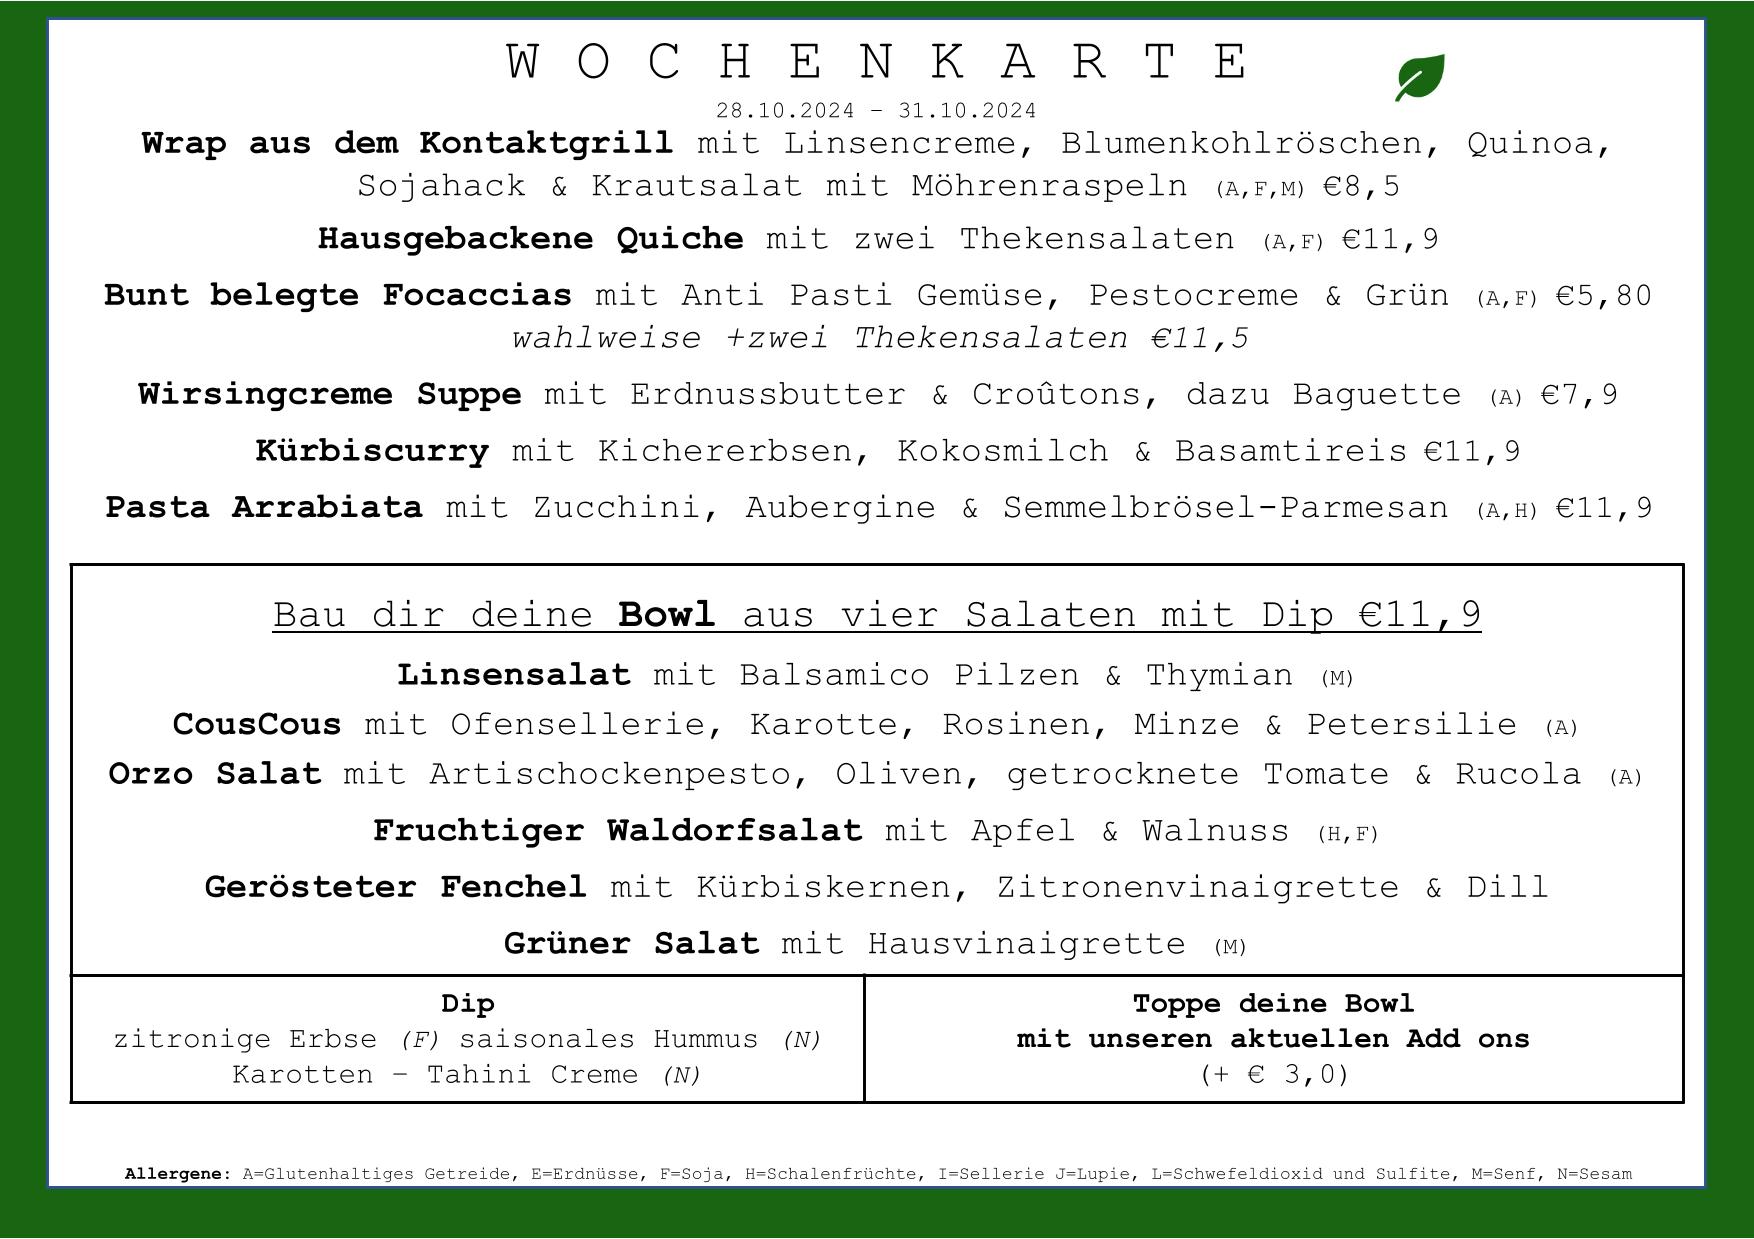 WOCHENKARTE
28.10.2024 – 31.10.2024
Wrap aus dem Kontaktgrill mit Linsencreme, Blumenkohlröschen, Quinoa,
Sojahack & Krautsalat mit Möhrenraspeln (A,F,M) €8,5
Hausgebackene Quiche mit zwei Thekensalaten (A,F) €11,9
Bunt belegte Focaccias mit Anti Pasti Gemüse, Pestocreme & Grün (A,F) €5,80
wahlweise +zwei Thekensalaten €11,5
Wirsingcreme Suppe mit Erdnussbutter & Croûtons, dazu Baguette (A) €7,9
Kürbiscurry mit Kichererbsen, Kokosmilch & Basamtireis €11,9
Pasta Arrabiata mit Zucchini, Aubergine & Semmelbrösel-Parmesan (A,H) €11,9
Bau dir deine Bowl aus vier Salaten mit Dip €11,9
Linsensalat mit Balsamico Pilzen & Thymian (M)
CousCous mit Ofensellerie, Karotte, Rosinen, Minze & Petersilie (A)
Orzo Salat mit Artischockenpesto, Oliven, getrocknete Tomate & Rucola (A)
Fruchtiger Waldorfsalat mit Apfel & Walnuss (H,F)
Gerösteter Fenchel mit Kürbiskernen, Zitronenvinaigrette & Dill
Grüner Salat mit Hausvinaigrette (M)
Dip
zitronige Erbse (F) saisonales Hummus (N)
Karotten – Tahini Creme (N)
Toppe deine Bowl
mit unseren aktuellen Add ons
(+ € 3,0)
Allergene: A=Glutenhaltiges Getreide, E=Erdnüsse, F=Soja, H=Schalenfrüchte, I=Sellerie J=Lupie, L=Schwefeldioxid und Sulfite, M=Senf, N=Sesam